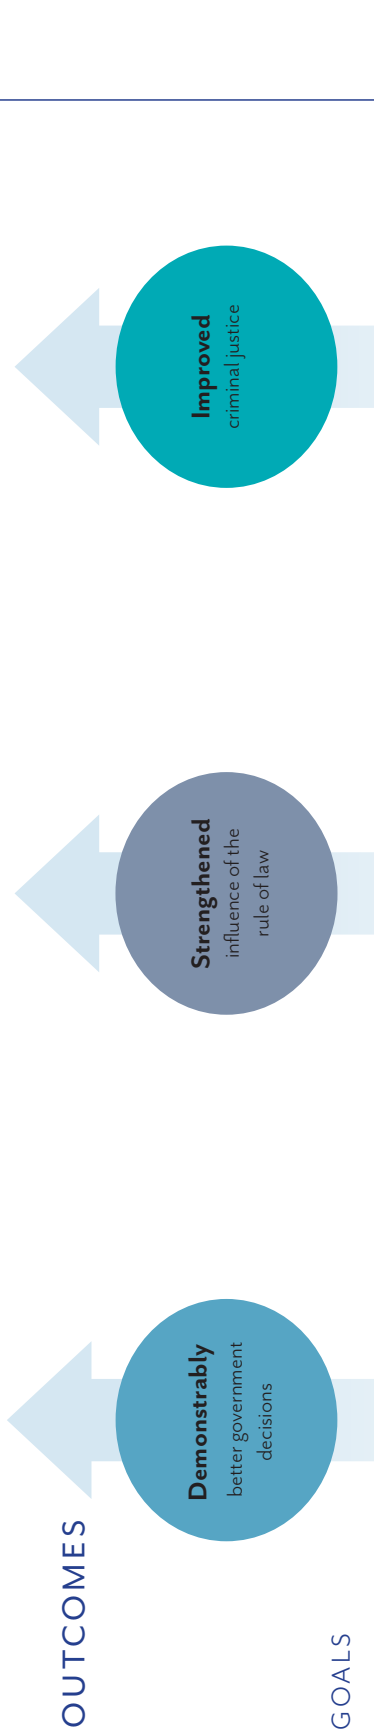 OUTCOMES
Demonstrably
better government
decisions
Strengthened
influence of the
rule of law
Improved
criminal justice
GOALS